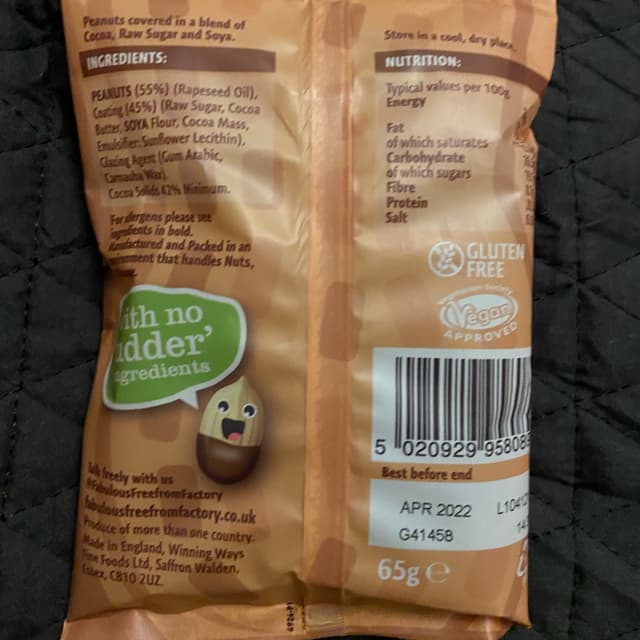 Peanuts covered in a blend of
Cocoa, Raw Sugar and Soya.
INGREDIENTS:
PEANUTS (55%) (Rapeseed Oil),
Coating (45%) (Raw Sugar, Cocoa
Butter, SOYA Flour, Cocoa Mass,
Emulsifier: Sunflower Lecithin),
Glazing Agent (Gum Arabic,
Carnauba Wax).
Cocoa Solids 42% Minimum.
For allergens please see
ingredients in bold.
Manufactured and Packed in an
that handles Nuts,
with no
dder'
ingredients
Talk freely with us
@FabulousFreefromFactory
fabulousfreefromfactory.co.uk
Produce of more than one country.
Made in England, Winning Ways
Fine Foods Ltd, Saffron Walden,
Essex, CB10 2UZ.
4926-P1
Store in a cool, dry place.
NUTRITION:
Typical values per 100g
Energy
Fat
of which saturates
Carbohydrate
of which sugars
Fibre
Protein
Salt
GLUTEN
FREE
Vegan
APPROVED
5 020929 95808
Best before end
APR 2022
G41458
65g e